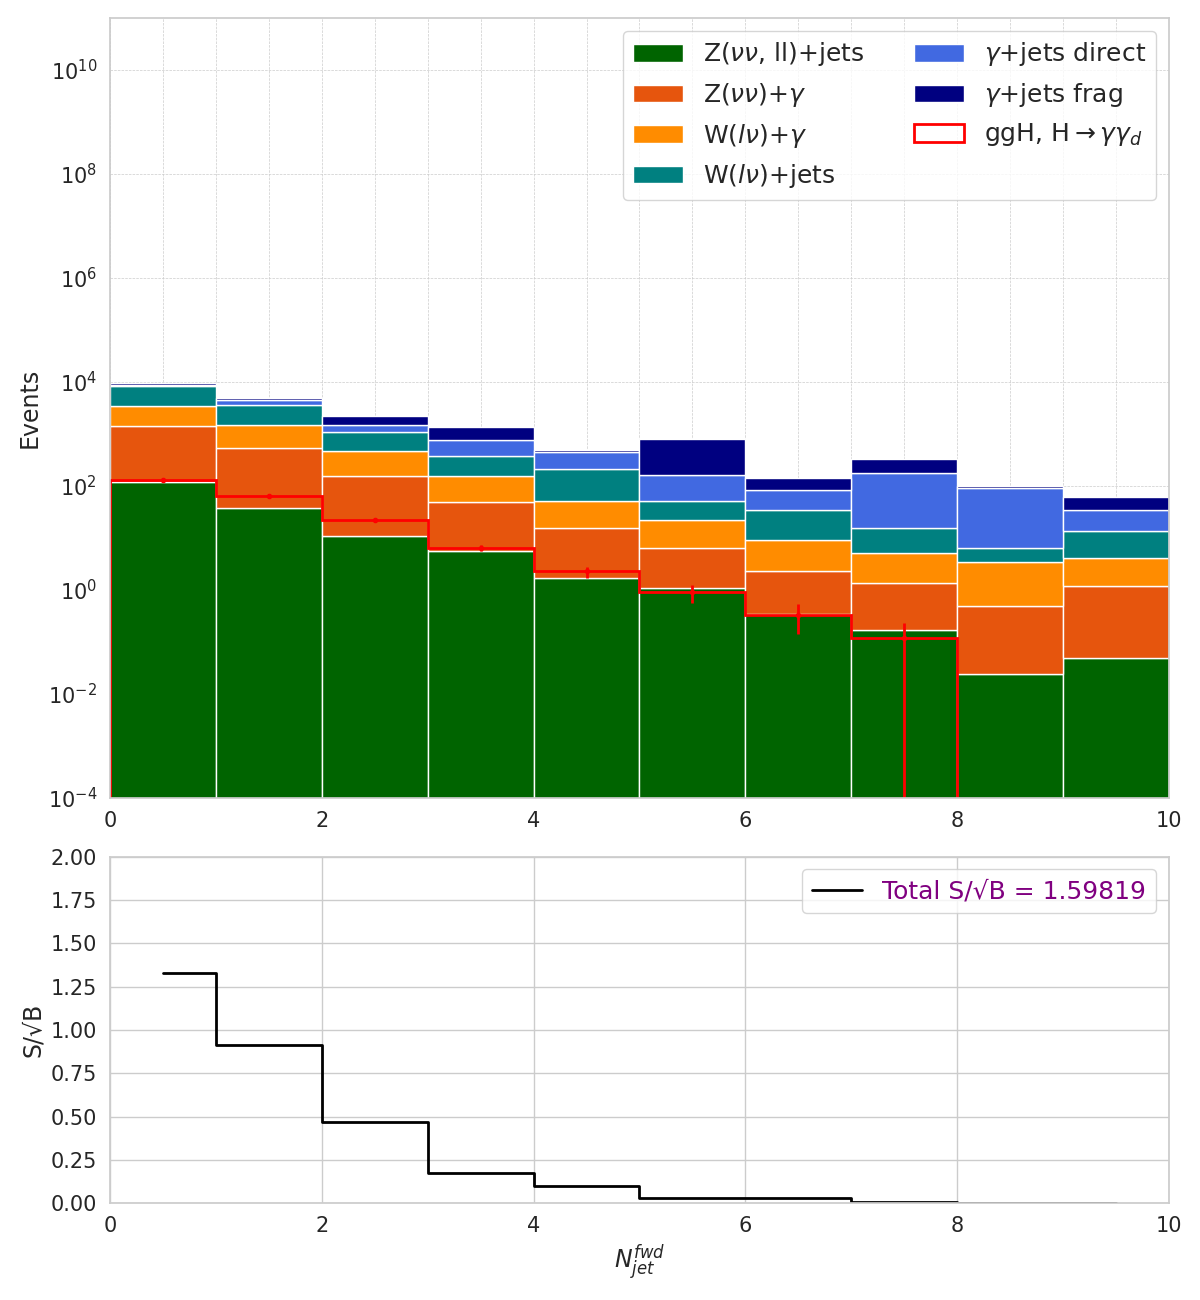 Z(νν, ll)+jets
Z(νν)+γ
W(lν)+γ
W(lν)+jets
γ+jets direct
γ+jets frag
ggH, H→γγ_d
Events
10^10
10^8
10^6
10^4
10^2
10^0
10^−2
10^−4
0 2 4 6 8 10
Total S/√B = 1.59819
S/√B
2.00
1.75
1.50
1.25
1.00
0.75
0.50
0.25
0.00
0 2 4 6 8 10
N_jet^fwd